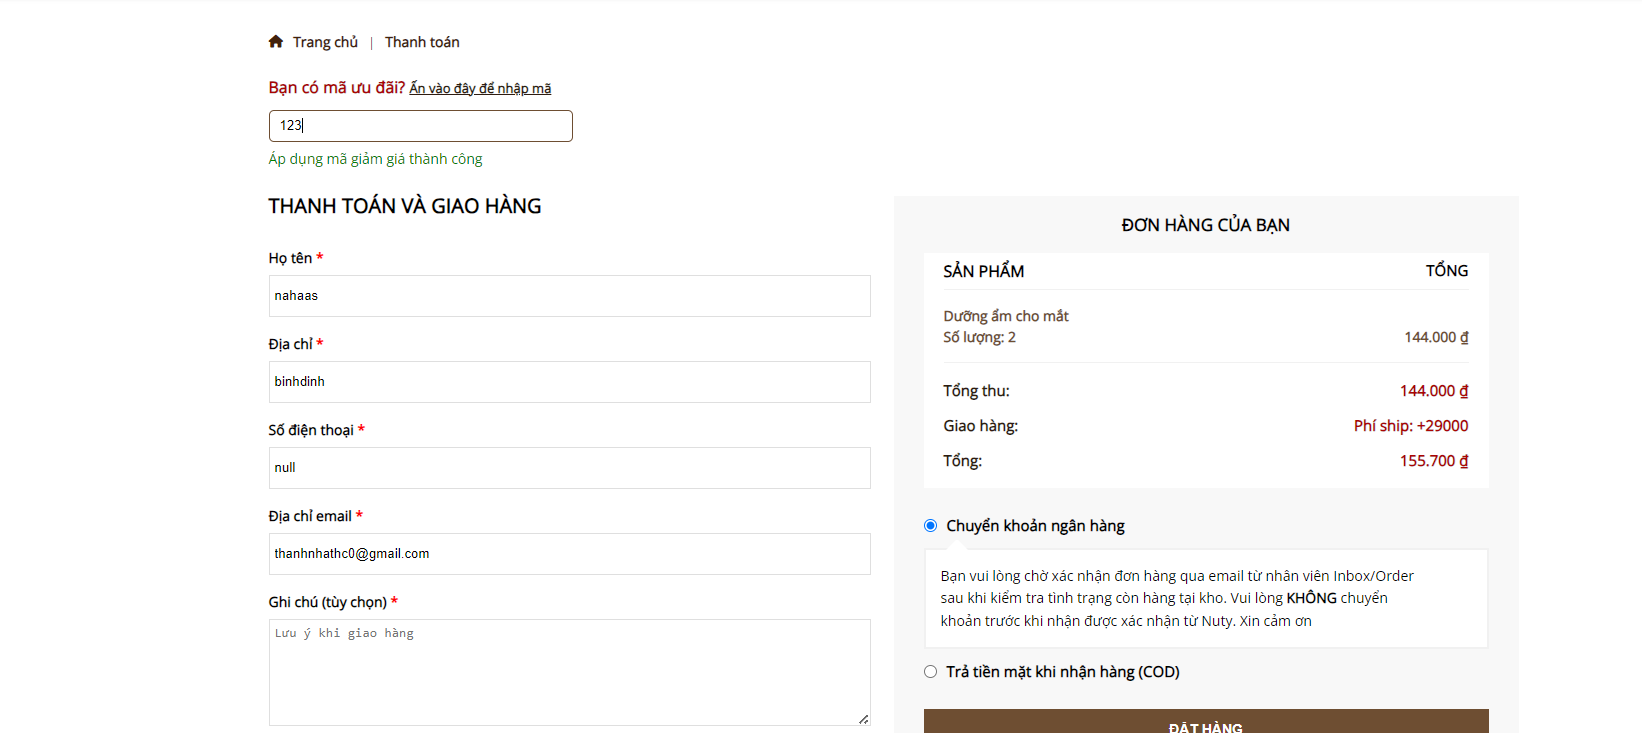 Trang chủ | Thanh toán
Bạn có mã ưu đãi? Ấn vào đây để nhập mã
123
Áp dụng mã giảm giá thành công
THANH TOÁN VÀ GIAO HÀNG
Họ tên *
nahaas
Địa chỉ *
binhdinh
Số điện thoại *
null
Địa chỉ email *
thanhnhathc0@gmail.com
Ghi chú (tùy chọn) *
Lưu ý khi giao hàng
ĐƠN HÀNG CỦA BẠN
SẢN PHẨM TỔNG
Dưỡng ẩm cho mắt
Số lượng: 2 144.000 ₫
Tổng thu: 144.000 ₫
Giao hàng: Phí ship: +29000
Tổng: 155.700 ₫
Chuyển khoản ngân hàng
Bạn vui lòng chờ xác nhận đơn hàng qua email từ nhân viên Inbox/Order
sau khi kiểm tra tình trạng còn hàng tại kho. Vui lòng KHÔNG chuyển
khoản trước khi nhận được xác nhận từ Nuty. Xin cảm ơn
Trả tiền mặt khi nhận hàng (COD)
ĐẶT HÀNG